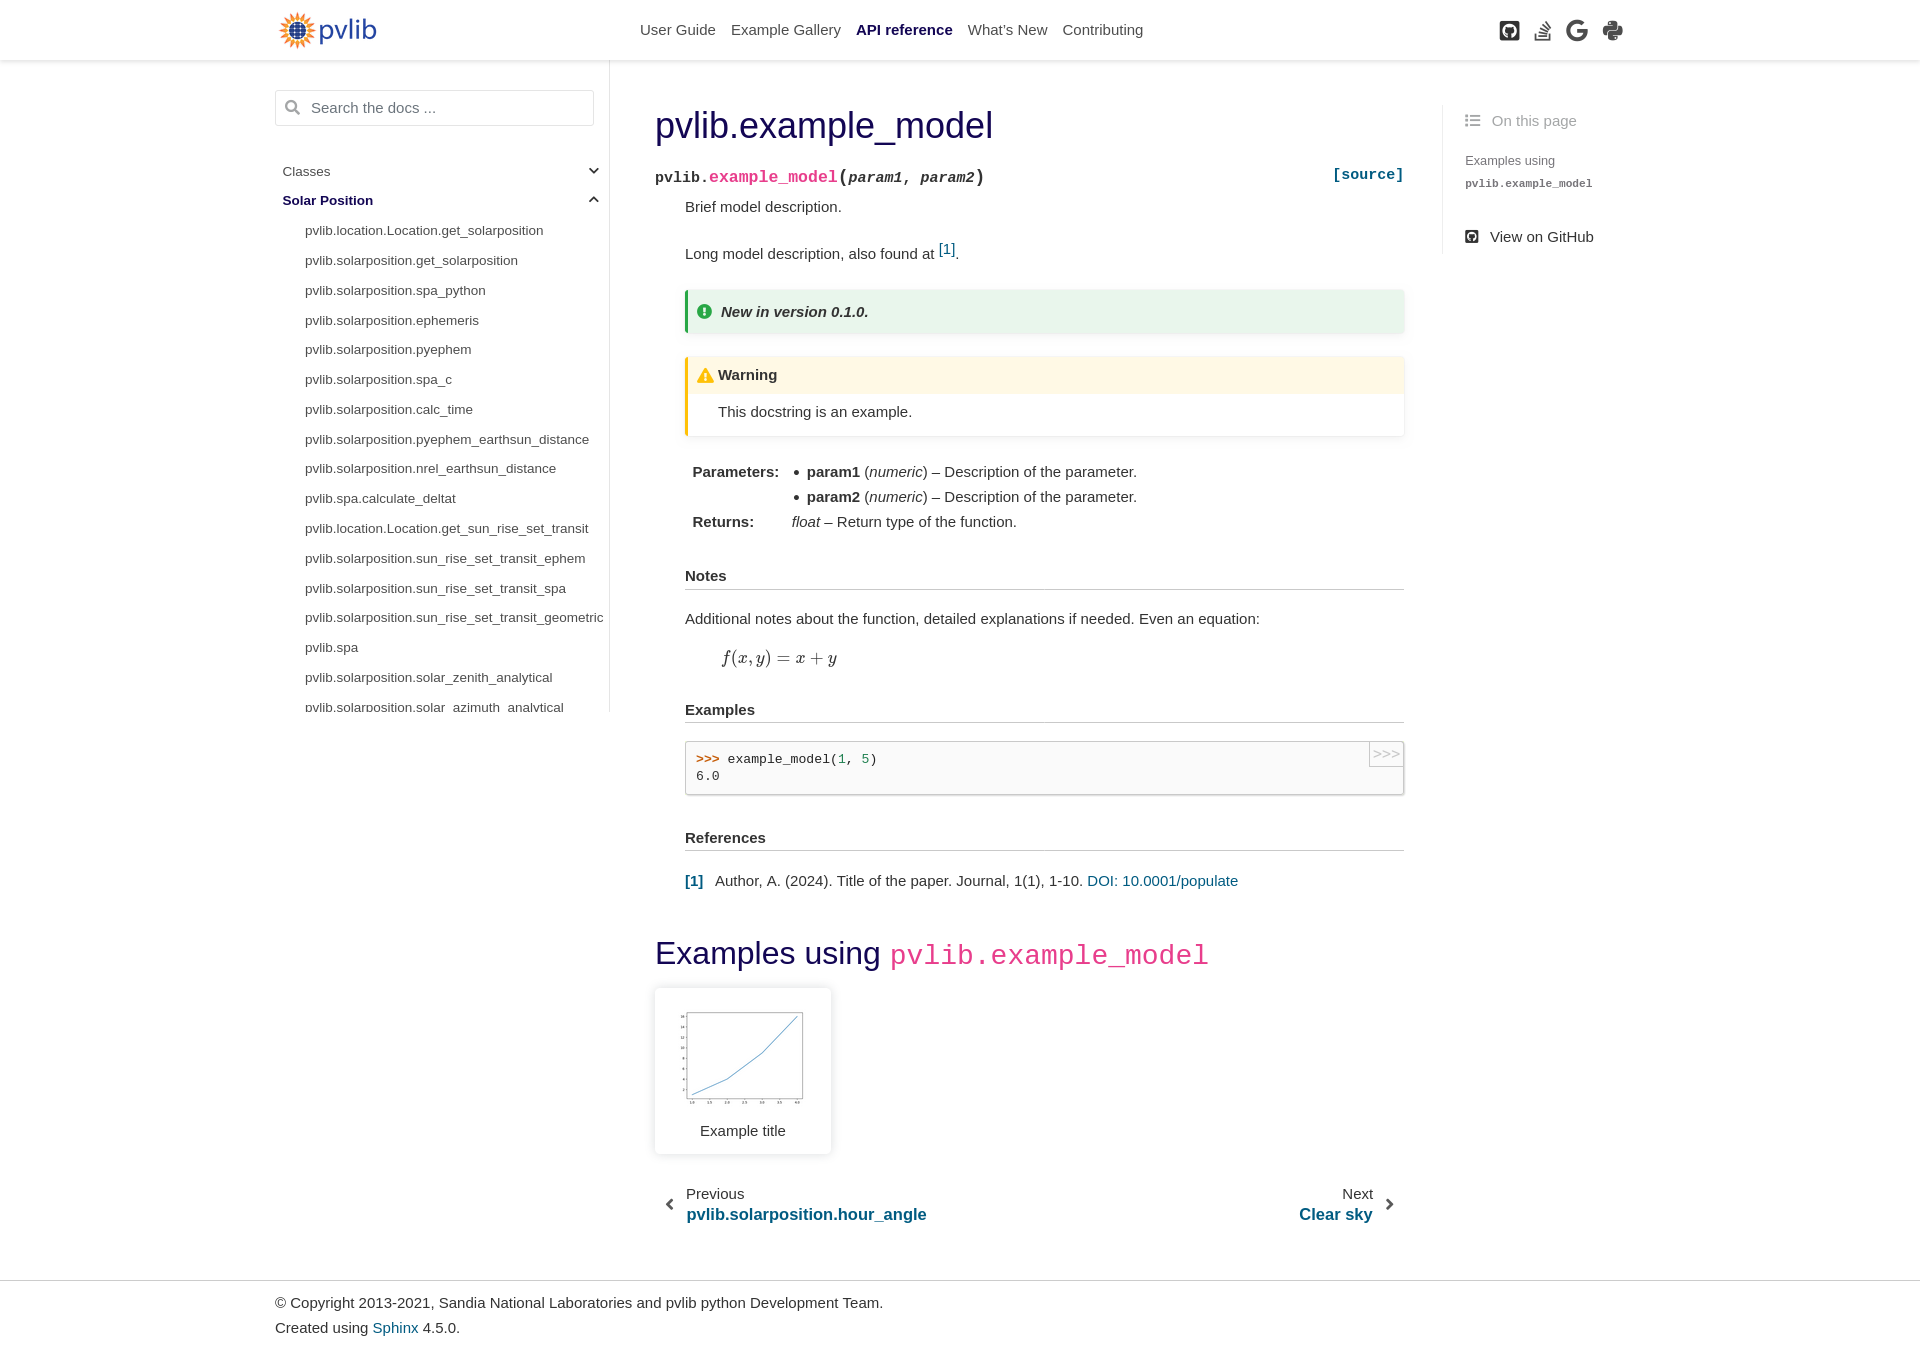 pvlib
User Guide Example Gallery API reference What's New Contributing
Search the docs ...
Classes
Solar Position
pvlib.location.Location.get_solarposition
pvlib.solarposition.get_solarposition
pvlib.solarposition.spa_python
pvlib.solarposition.ephemeris
pvlib.solarposition.pyephem
pvlib.solarposition.spa_c
pvlib.solarposition.calc_time
pvlib.solarposition.pyephem_earthsun_distance
pvlib.solarposition.nrel_earthsun_distance
pvlib.spa.calculate_deltat
pvlib.location.Location.get_sun_rise_set_transit
pvlib.solarposition.sun_rise_set_transit_ephem
pvlib.solarposition.sun_rise_set_transit_spa
pvlib.solarposition.sun_rise_set_transit_geometric
pvlib.spa
pvlib.solarposition.solar_zenith_analytical
pvlib.solarposition.solar_azimuth_analytical
pvlib.example_model
pvlib.example_model(param1, param2) [source]
Brief model description.
Long model description, also found at [1].
New in version 0.1.0.
Warning
This docstring is an example.
Parameters: • param1 (numeric) – Description of the parameter.
• param2 (numeric) – Description of the parameter.
Returns: float – Return type of the function.
Notes
Additional notes about the function, detailed explanations if needed. Even an equation:
f(x, y) = x + y
Examples
>>> example_model(1, 5)
>>>
6.0
References
[1] Author, A. (2024). Title of the paper. Journal, 1(1), 1-10. DOI: 10.0001/populate
Examples using pvlib.example_model
Example title
Previous
pvlib.solarposition.hour_angle
Next
Clear sky
On this page
Examples using
pvlib.example_model
View on GitHub
© Copyright 2013-2021, Sandia National Laboratories and pvlib python Development Team.
Created using Sphinx 4.5.0.